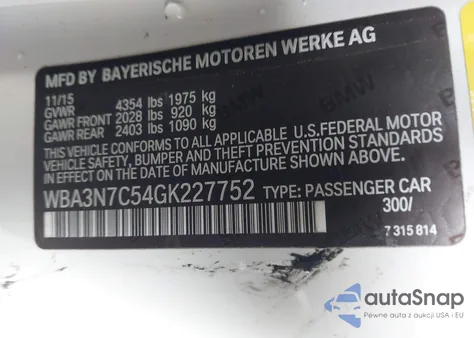 MFD BY BAYERISCHE MOTOREN WERKE AG
11/15
GVWR 4354 lbs 1975 kg
GAWR FRONT 2028 lbs 920 kg
GAWR REAR 2403 lbs 1090 kg
THIS VEHICLE CONFORMS TO ALL APPLICABLE U.S.FEDERAL MOTOR
VEHICLE SAFETY, BUMPER AND THEFT PREVENTION STANDARDS
IN EFFECT ON THE DATE OF MANUFACTURE SHOWN ABOVE.
WBA3N7C54GK227752 TYPE: PASSENGER CAR
300/
7 315 814
BMW
autoSnap
Pewne auta z aukcji USA i EU